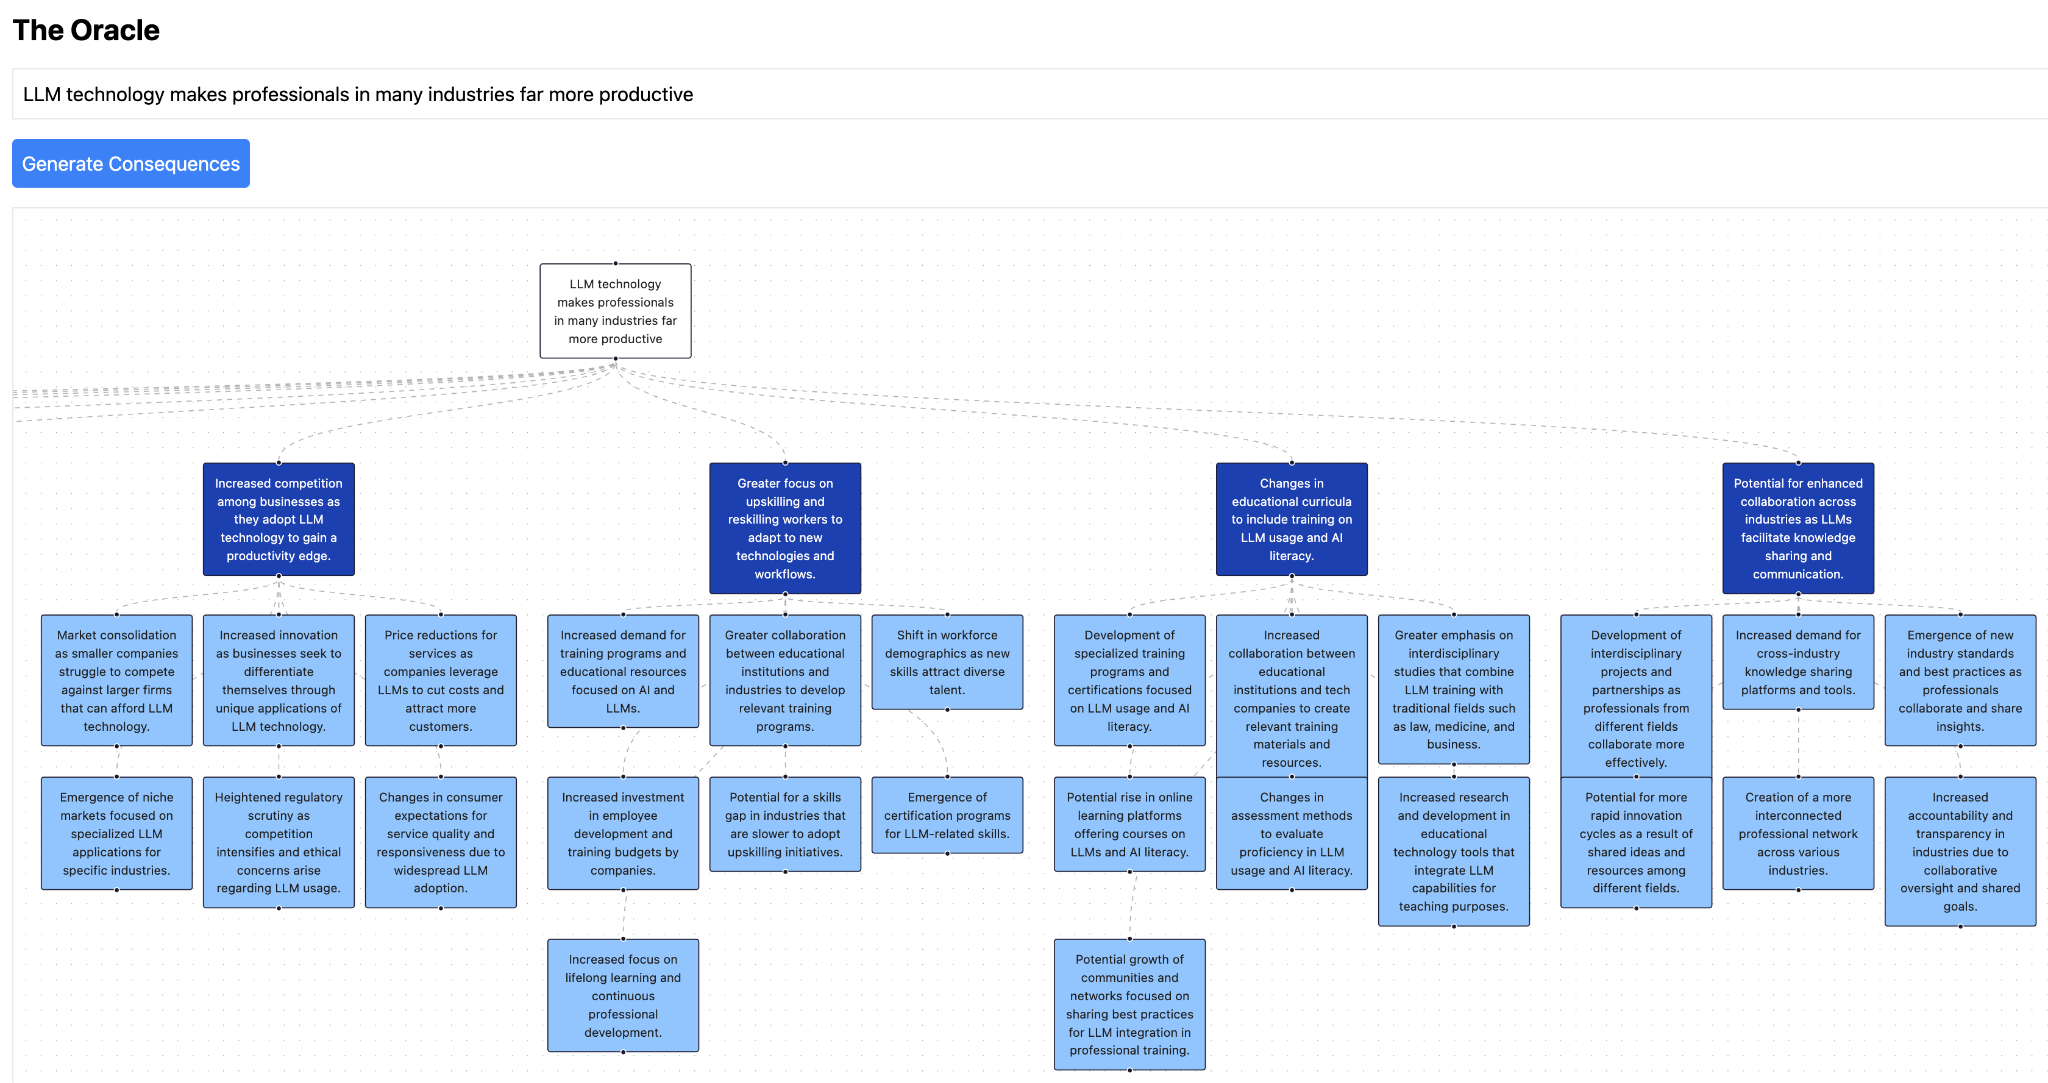 The Oracle
LLM technology makes professionals in many industries far more productive
Generate Consequences
LLM technology
makes professionals
in many industries far
more productive
Increased competition
among businesses as
they adopt LLM
technology to gain a
productivity edge.
Greater focus on
upskilling and
reskilling workers to
adapt to new
technologies and
workflows.
Changes in
educational curricula
to include training on
LLM usage and AI
literacy.
Potential for enhanced
collaboration across
industries as LLMs
facilitate knowledge
sharing and
communication.
Market consolidation
as smaller companies
struggle to compete
against larger firms
that can afford LLM
technology.
Increased innovation
as businesses seek to
differentiate
themselves through
unique applications of
LLM technology.
Price reductions for
services as
companies leverage
LLMs to cut costs and
attract more
customers.
Increased demand for
training programs and
educational resources
focused on AI and
LLMs.
Greater collaboration
between educational
institutions and
industries to develop
relevant training
programs.
Shift in workforce
demographics as new
skills attract diverse
talent.
Development of
specialized training
programs and
certifications focused
on LLM usage and AI
literacy.
Increased
collaboration between
educational
institutions and tech
companies to create
relevant training
materials and
resources.
Greater emphasis on
interdisciplinary
studies that combine
LLM training with
traditional fields such
as law, medicine, and
business.
Development of
interdisciplinary
projects and
partnerships as
professionals from
different fields
collaborate more
effectively.
Increased demand for
cross-industry
knowledge sharing
platforms and tools.
Emergence of new
industry standards
and best practices as
professionals
collaborate and share
insights.
Emergence of niche
markets focused on
specialized LLM
applications for
specific industries.
Heightened regulatory
scrutiny as
competition
intensifies and ethical
concerns arise
regarding LLM usage.
Changes in consumer
expectations for
service quality and
responsiveness due to
widespread LLM
adoption.
Increased investment
in employee
development and
training budgets by
companies.
Potential for a skills
gap in industries that
are slower to adopt
upskilling initiatives.
Emergence of
certification programs
for LLM-related skills.
Potential rise in online
learning platforms
offering courses on
LLMs and AI literacy.
Changes in
assessment methods
to evaluate
proficiency in LLM
usage and AI literacy.
Increased research
and development in
educational
technology tools that
integrate LLM
capabilities for
teaching purposes.
Potential for more
rapid innovation
cycles as a result of
shared ideas and
resources among
different fields.
Creation of a more
interconnected
professional network
across various
industries.
Increased
accountability and
transparency in
industries due to
collaborative
oversight and shared
goals.
Increased focus on
lifelong learning and
continuous
professional
development.
Potential growth of
communities and
networks focused on
sharing best practices
for LLM integration in
professional training.